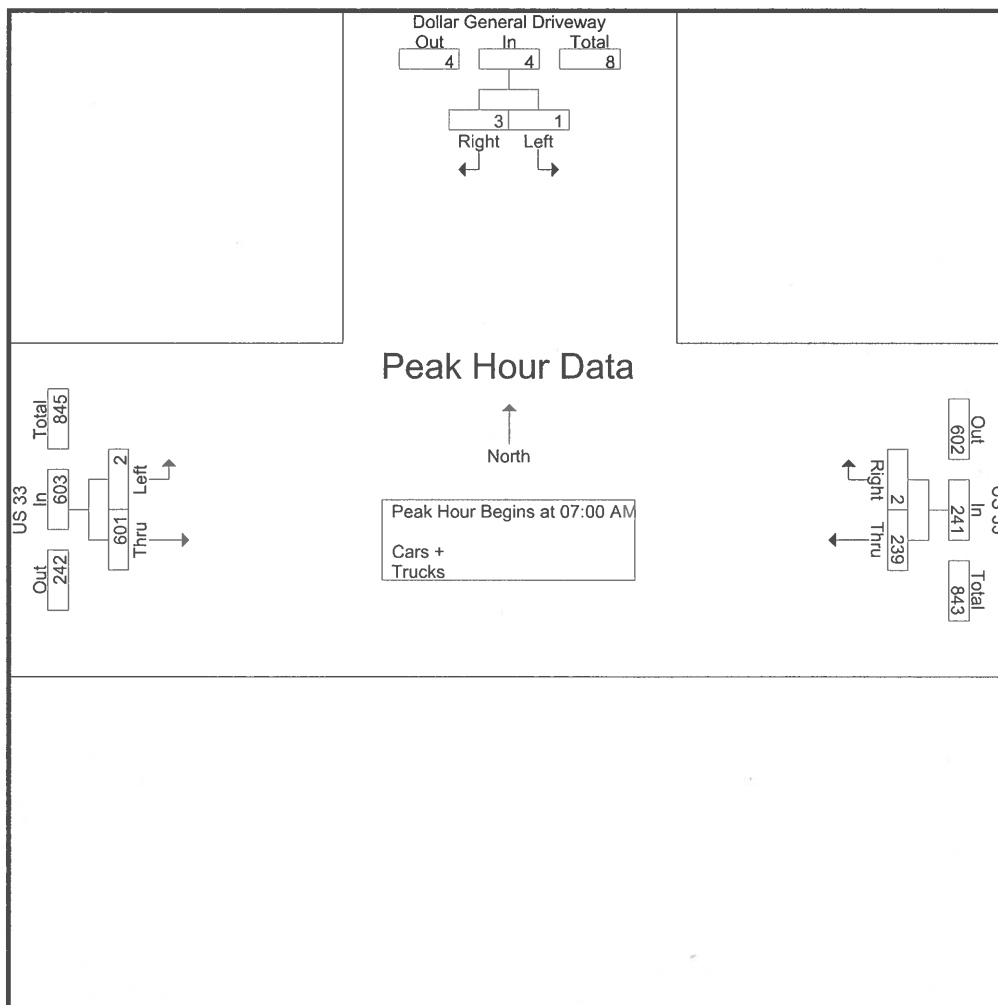 Dollar General Driveway
Out In Total
4 4 8
3 1
Right Left
Peak Hour Data
North
Peak Hour Begins at 07:00 AM
Cars +
Trucks
US 33
Out In Total
242 603 845
601 2
Thru Left
Out In Total
602 241 843
2 239
Right Thru